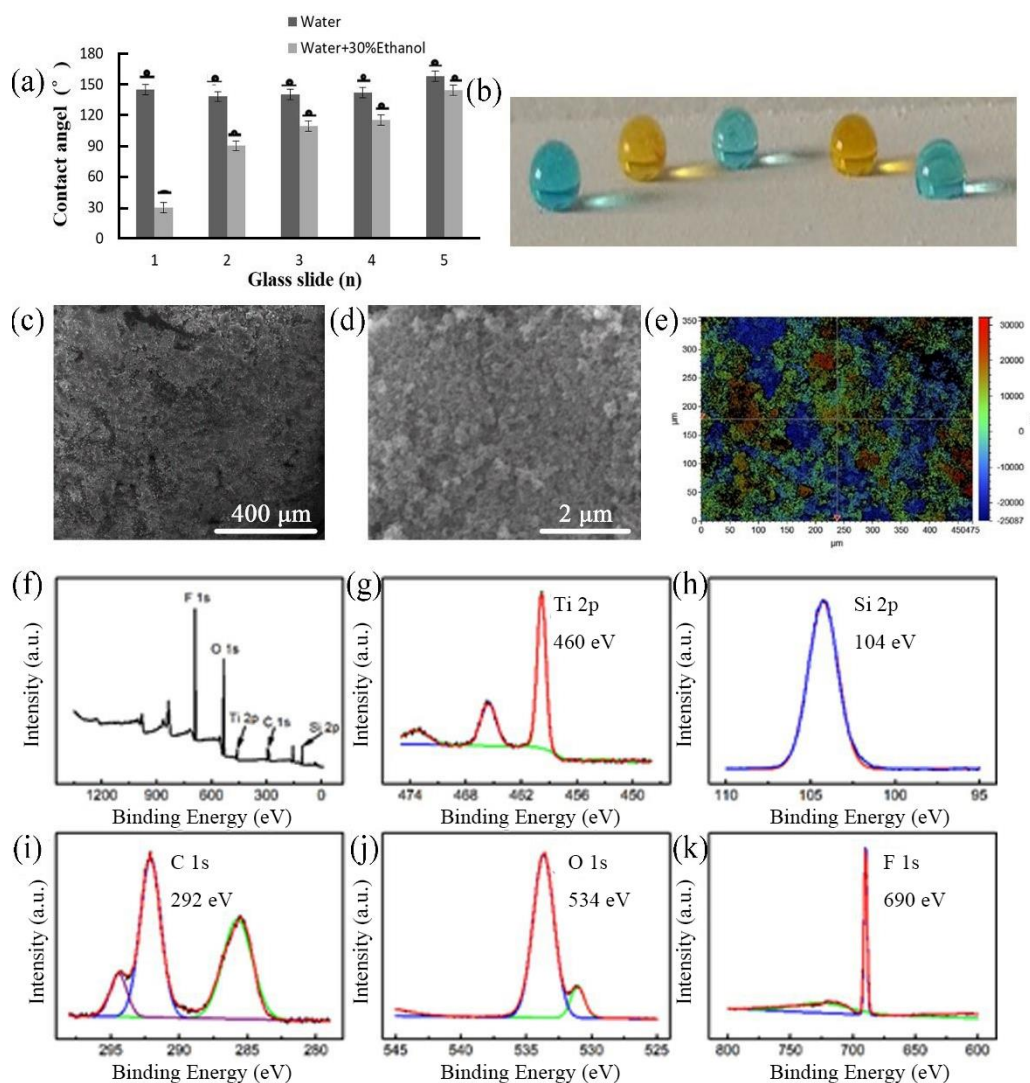 Water
Water+30%Ethanol
(a)
Contact angel (°)
180
150
120
90
60
30
0
1 2 3 4 5
Glass slide (n)
(b)
(c)
400 μm
(d)
2 μm
(e)
350
300
250
200
150
100
50
0
μm
μm
0 50 100 150 200 250 300 350 400 450475
μm
30000
20000
10000
0
-10000
-20000
-25087
(f)
F 1s
O 1s
Ti 2p
C 1s
Si 2p
Intensity (a.u.)
1200 900 600 300 0
Binding Energy (eV)
(g)
Ti 2p
460 eV
Intensity (a.u.)
474 468 462 456 450
Binding Energy (eV)
(h)
Si 2p
104 eV
Intensity (a.u.)
110 105 100 95
Binding Energy (eV)
(i)
C 1s
292 eV
Intensity (a.u.)
295 290 285 280
Binding Energy (eV)
(j)
O 1s
534 eV
Intensity (a.u.)
545 540 535 530 525
Binding Energy (eV)
(k)
F 1s
690 eV
Intensity (a.u.)
800 750 700 650 600
Binding Energy (eV)